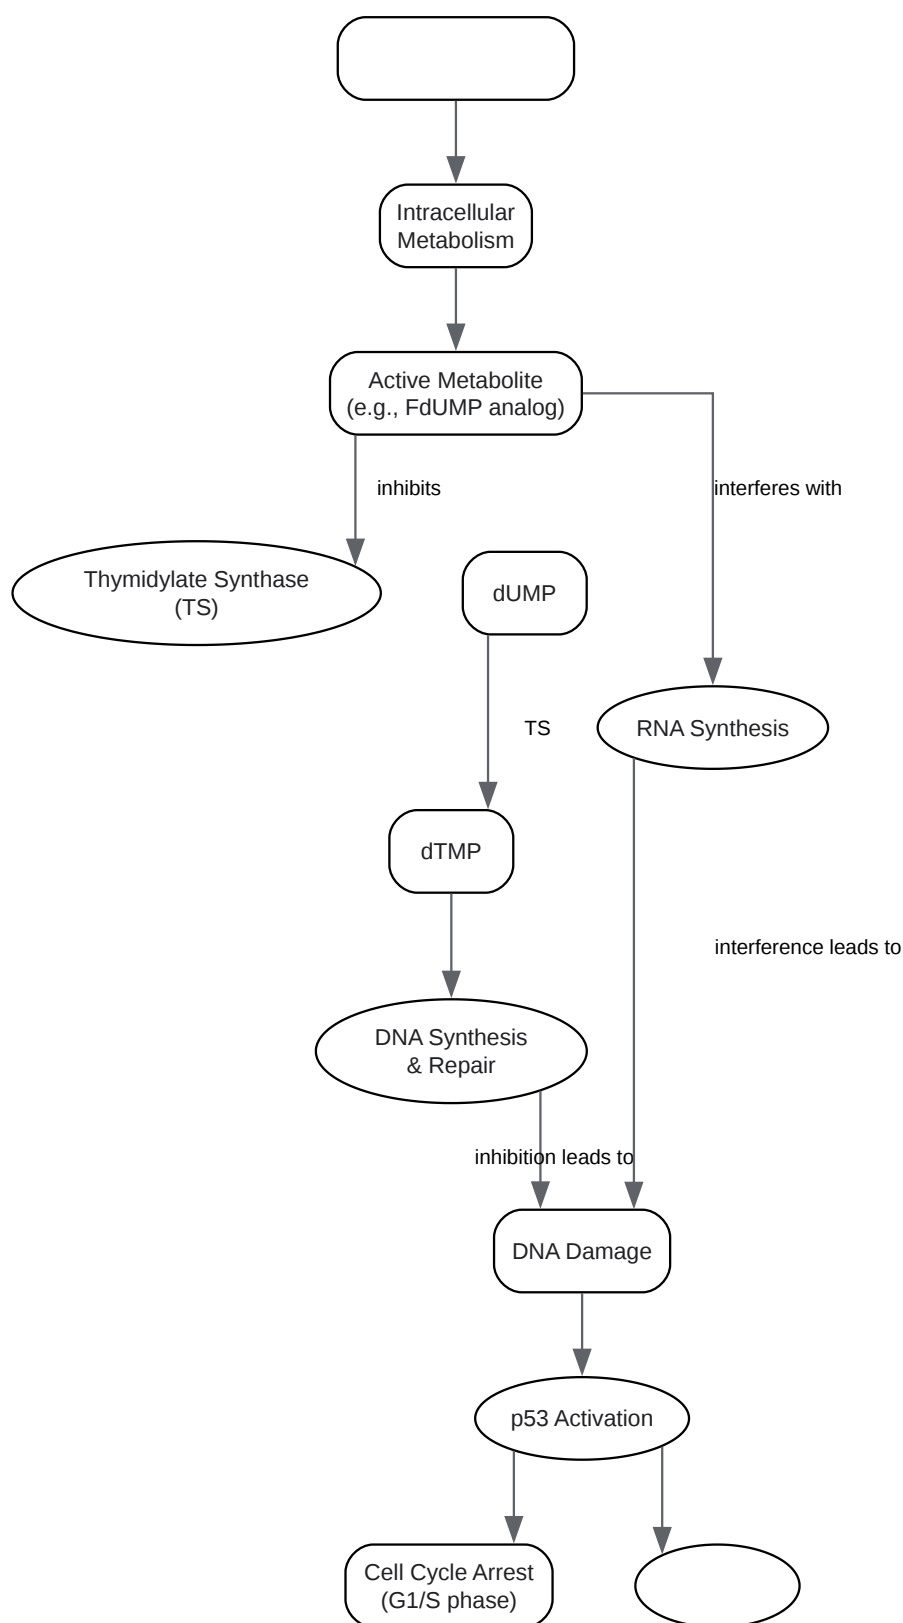 Intracellular
Metabolism
Active Metabolite
(e.g., FdUMP analog)
inhibits
interferes with
Thymidylate Synthase
(TS)
dUMP
TS
RNA Synthesis
dTMP
interference leads to
DNA Synthesis
& Repair
inhibition leads to
DNA Damage
p53 Activation
Cell Cycle Arrest
(G1/S phase)